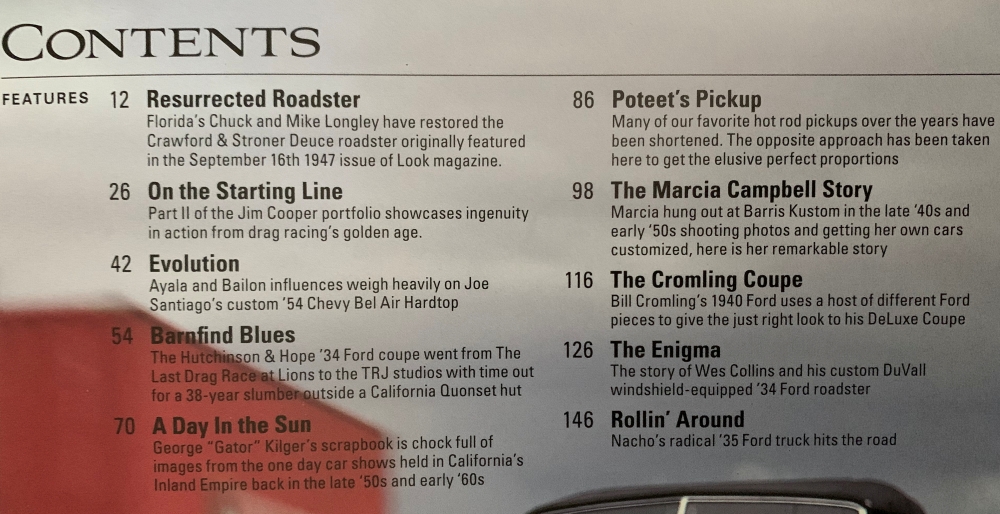 CONTENTS
FEATURES
12 Resurrected Roadster
Florida's Chuck and Mike Longley have restored the
Crawford & Stroner Deuce roadster originally featured
in the September 16th 1947 issue of Look magazine.
26 On the Starting Line
Part II of the Jim Cooper portfolio showcases ingenuity
in action from drag racing's golden age.
42 Evolution
Ayala and Bailon influences weigh heavily on Joe
Santiago's custom '54 Chevy Bel Air Hardtop
54 Barnfind Blues
The Hutchinson & Hope '34 Ford coupe went from The
Last Drag Race at Lions to the TRJ studios with time out
for a 38-year slumber outside a California Quonset hut
70 A Day In the Sun
George "Gator" Kilger's scrapbook is chock full of
images from the one day car shows held in California's
Inland Empire back in the late '50s and early '60s
86 Poteet's Pickup
Many of our favorite hot rod pickups over the years have
been shortened. The opposite approach has been taken
here to get the elusive perfect proportions
98 The Marcia Campbell Story
Marcia hung out at Barris Kustom in the late '40s and
early '50s shooting photos and getting her own cars
customized, here is her remarkable story
116 The Cromling Coupe
Bill Cromling's 1940 Ford uses a host of different Ford
pieces to give the just right look to his DeLuxe Coupe
126 The Enigma
The story of Wes Collins and his custom DuVall
windshield-equipped '34 Ford roadster
146 Rollin' Around
Nacho's radical '35 Ford truck hits the road